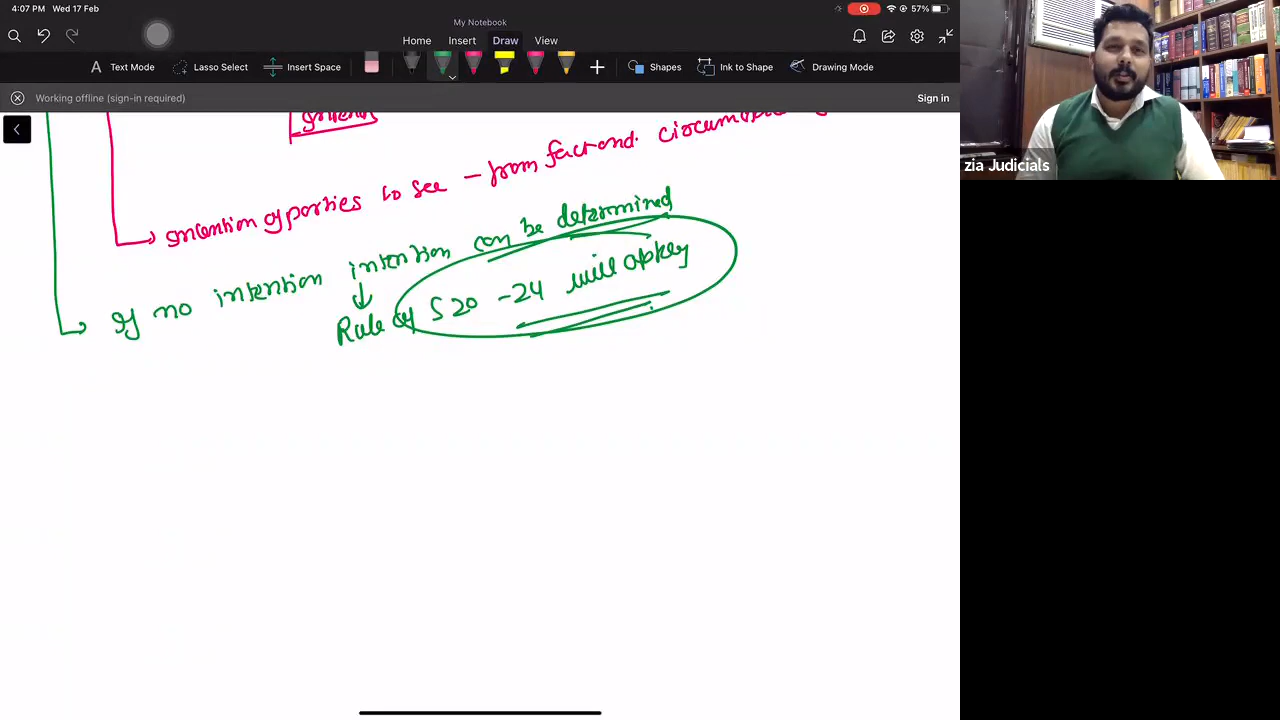 4:07 PM Wed 17 Feb
57%
My Notebook
Home Insert Draw View
Text Mode Lasso Select Insert Space Shapes Ink to Shape Drawing Mode
Working offline (sign-in required) Sign in
intention of parties to see - from fact and
If no intention intention can be determined
Rule of S20 - 24 will apply
zia Judicials